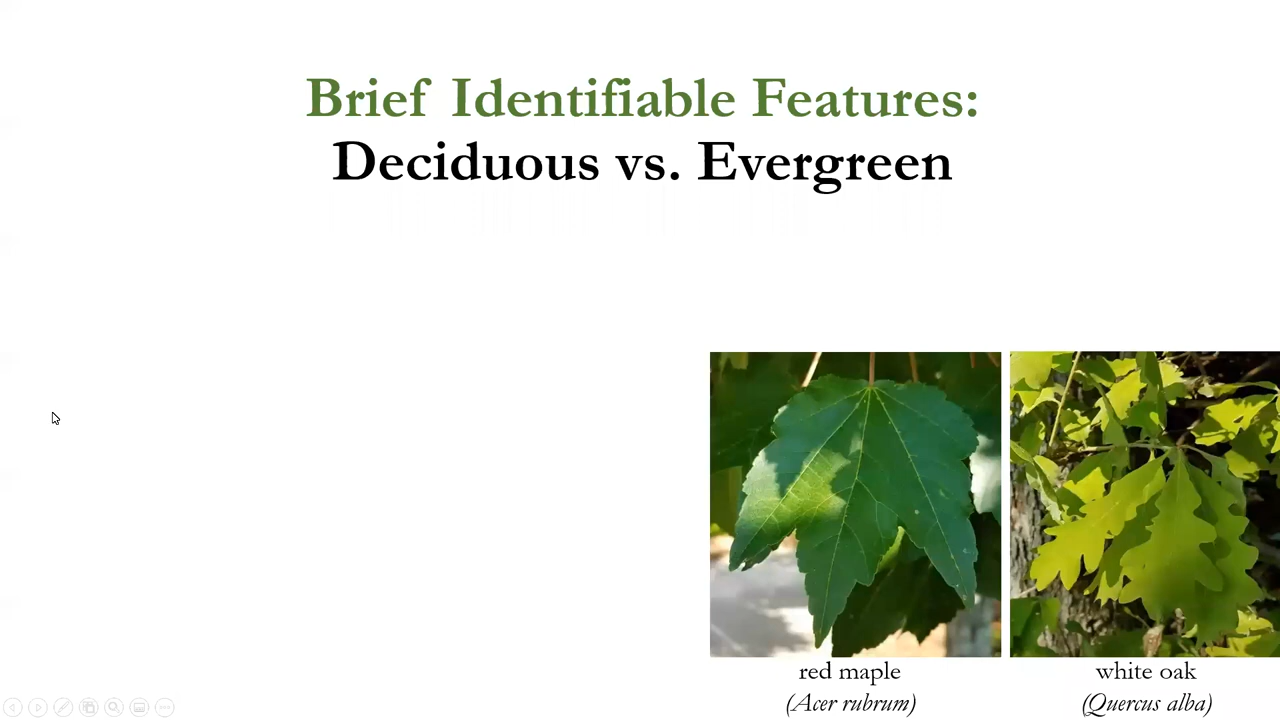 Brief Identifiable Features:
Deciduous vs. Evergreen
red maple
(Acer rubrum)
white oak
(Quercus alba)